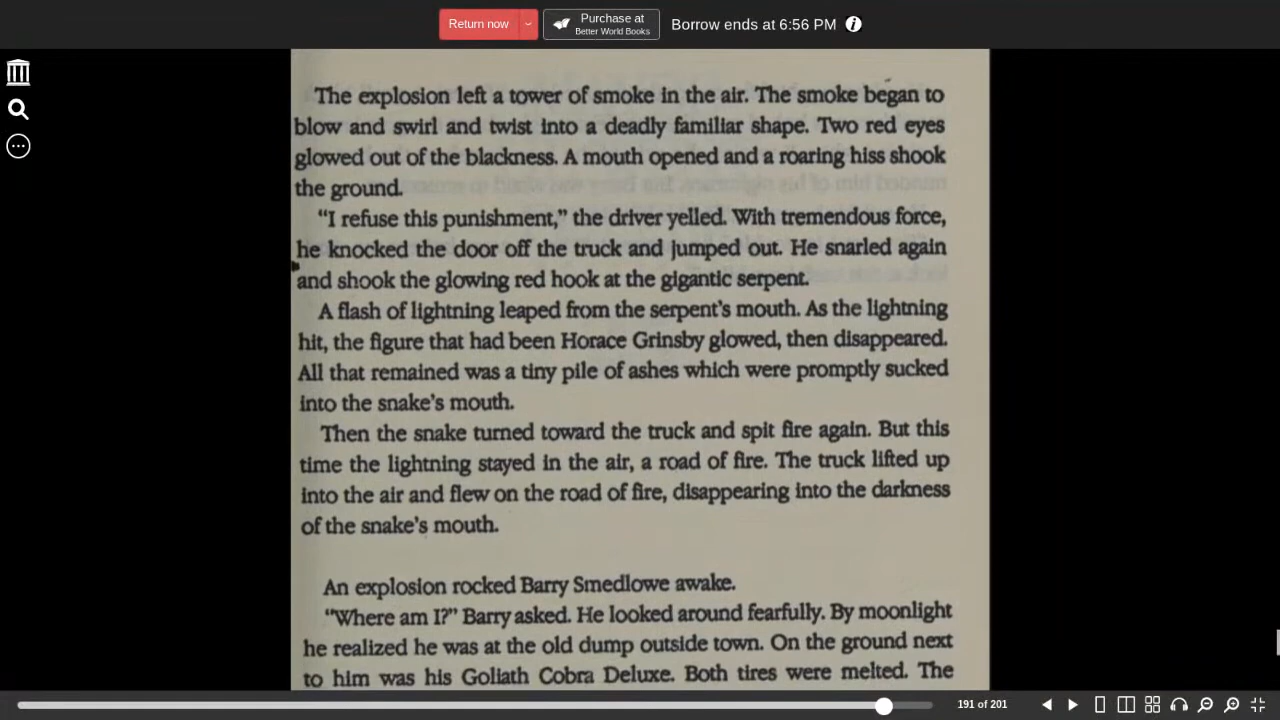 Return now
Purchase at
Better World Books
Borrow ends at 6:56 PM
The explosion left a tower of smoke in the air. The smoke began to
blow and swirl and twist into a deadly familiar shape. Two red eyes
glowed out of the blackness. A mouth opened and a roaring hiss shook
the ground.
“I refuse this punishment,” the driver yelled. With tremendous force,
he knocked the door off the truck and jumped out. He snarled again
and shook the glowing red hook at the gigantic serpent.
A flash of lightning leaped from the serpent’s mouth. As the lightning
hit, the figure that had been Horace Grinsby glowed, then disappeared.
All that remained was a tiny pile of ashes which were promptly sucked
into the snake’s mouth.
Then the snake turned toward the truck and spit fire again. But this
time the lightning stayed in the air, a road of fire. The truck lifted up
into the air and flew on the road of fire, disappearing into the darkness
of the snake’s mouth.
An explosion rocked Barry Smedlowe awake.
“Where am I?” Barry asked. He looked around fearfully. By moonlight
he realized he was at the old dump outside town. On the ground next
to him was his Goliath Cobra Deluxe. Both tires were melted. The
191 of 201